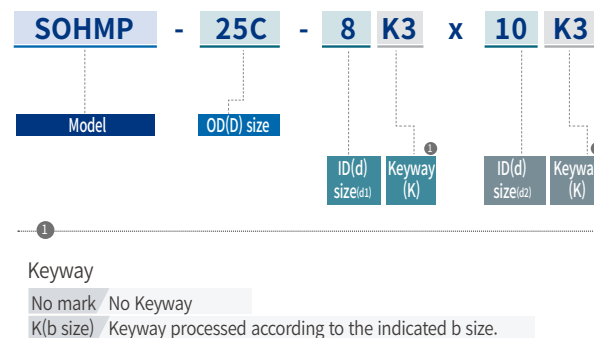 SOHMP - 25C - 8 K3 x 10 K3
Model OD(D) size
1
ID(d) size(d1) Keyway (K) ID(d) size(d2) Keywa (K)
1
Keyway
No mark No Keyway
K(b size) Keyway processed according to the indicated b size.